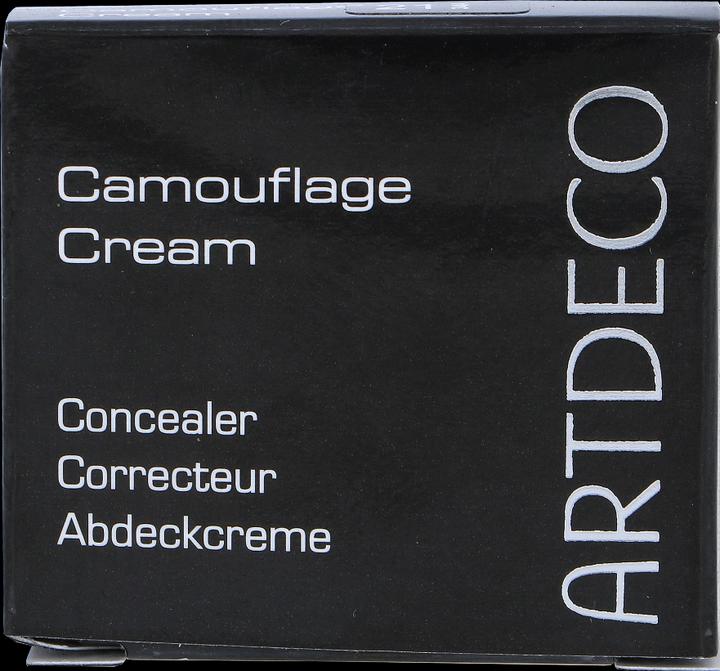 Camouflage
Cream
Concealer
Correcteur
Abdeckcreme
ARTDECO